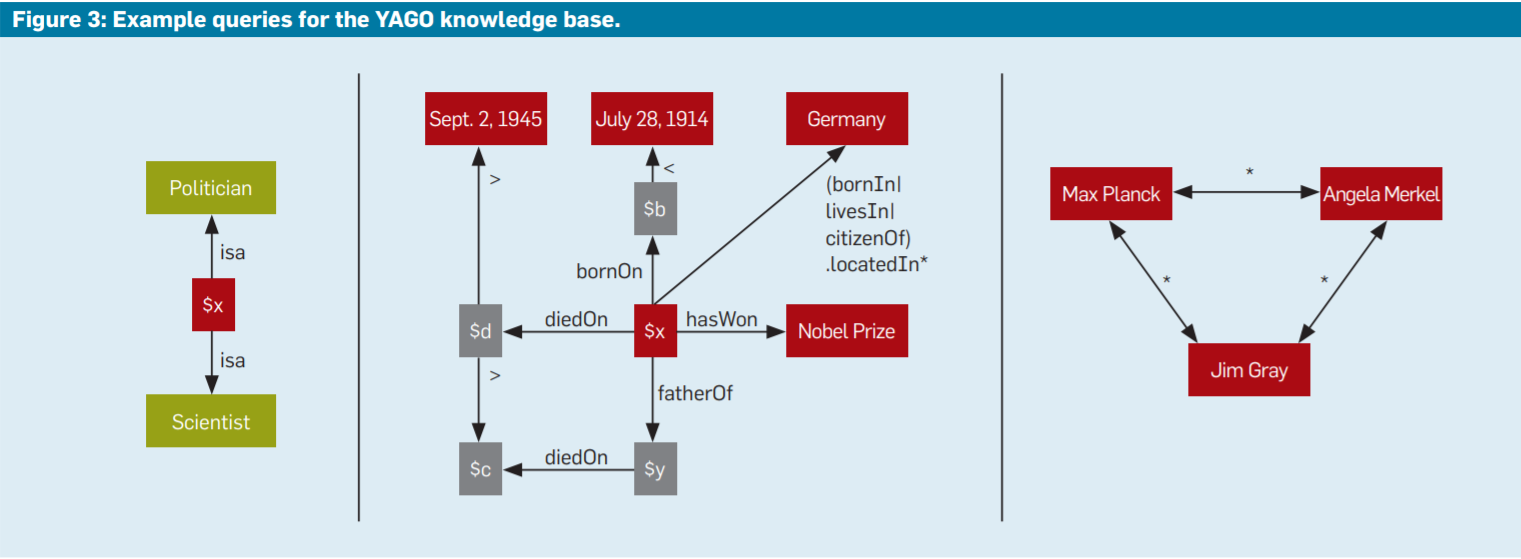 Figure 3: Example queries for the YAGO knowledge base.
Politician
isa
$x
isa
Scientist
Sept. 2, 1945
July 28, 1914
Germany
>
<
$b
(bornIn|
livesIn|
citizenOf)
.locatedIn*
bornOn
$d
diedOn
$x
hasWon
Nobel Prize
>
fatherOf
$c
diedOn
$y
Max Planck
*
Angela Merkel
*
*
Jim Gray